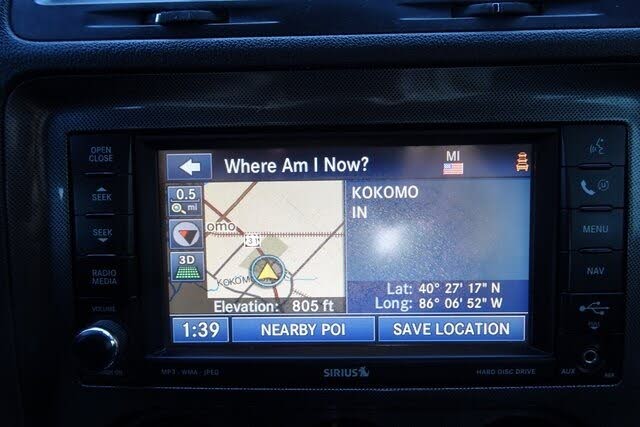 OPEN
CLOSE
SEEK
SEEK
RADIO
MEDIA
VOLUME
Where Am I Now?
MI
0.5
mi
3D
omo
31
KOKOMO
Elevation: 805 ft
KOKOMO
IN
Lat: 40° 27' 17" N
Long: 86° 06' 52" W
1:39
NEARBY POI
SAVE LOCATION
MENU
NAV
MP3 . WMA . JPEG
SIRIUS
HARD DISC DRIVE
AUX